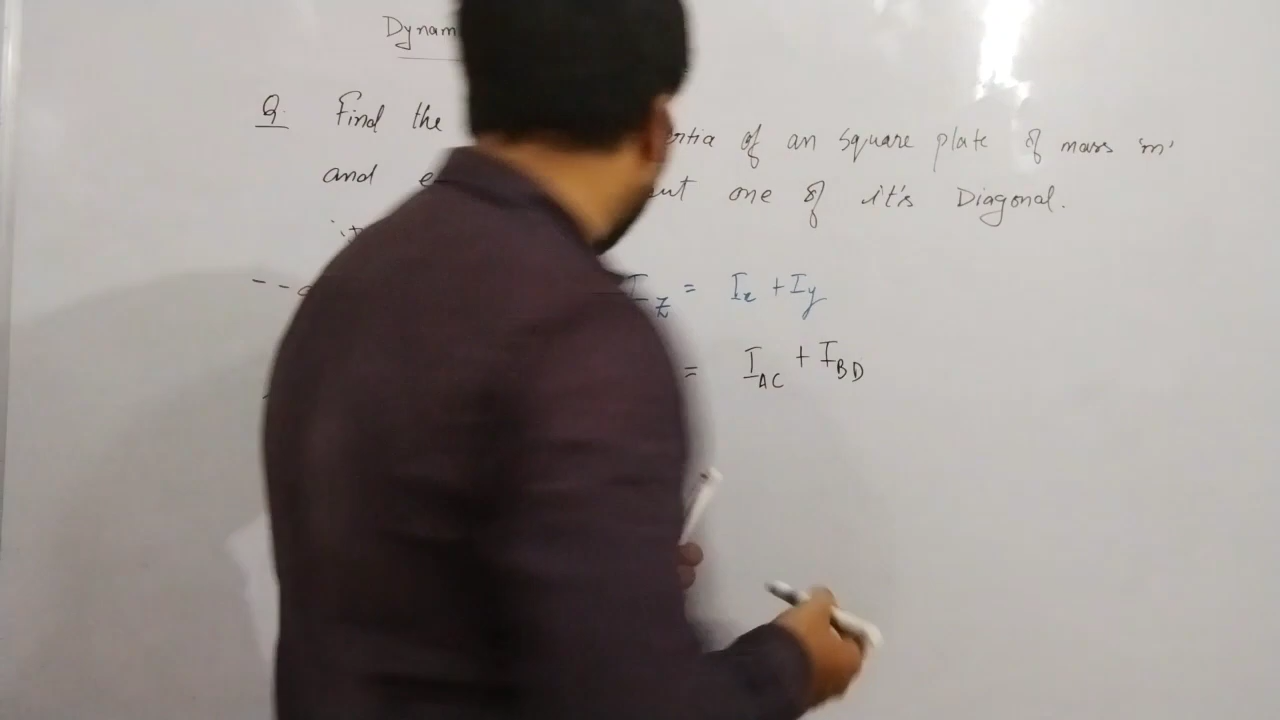 Dynam
Q. Find the ertia of an square plate of mass 'm'
and one of it's Diagonal.
I_z = I_x + I_y
= I_AC + I_BD